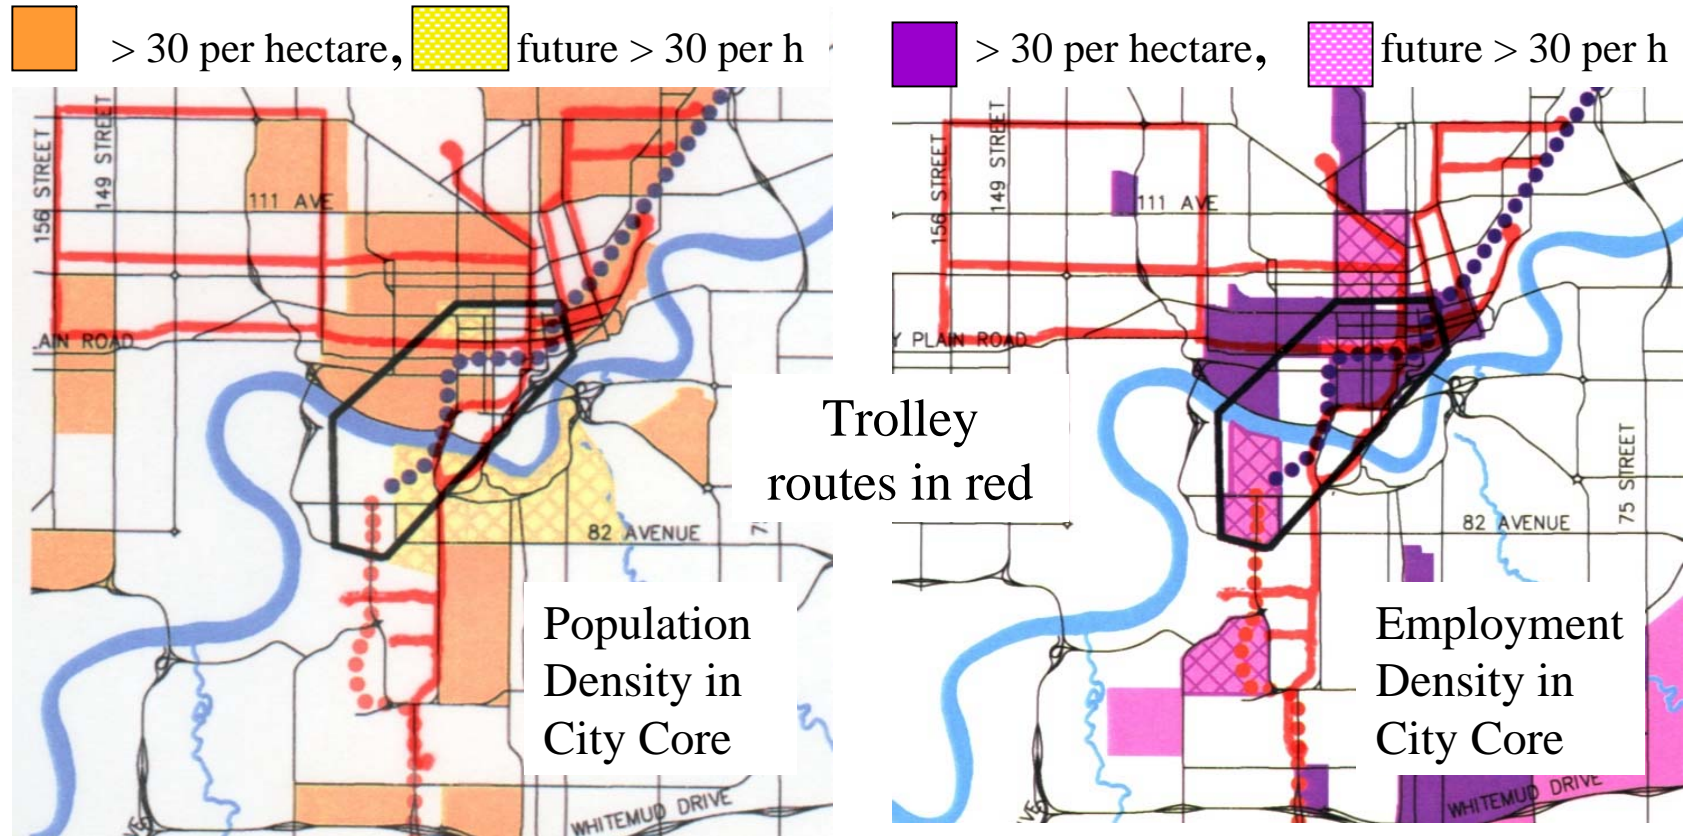 > 30 per hectare, future > 30 per h
> 30 per hectare, future > 30 per h
156 STREET
149 STREET
111 AVE
AIN ROAD
82 AVENUE
WHITEMUD DRIVE
Population
Density in
City Core
Trolley
routes in red
156 STREET
149 STREET
111 AVE
Y PLAIN ROAD
82 AVENUE
75 STREET
Employment
Density in
City Core
WHITEMUD DRIVE